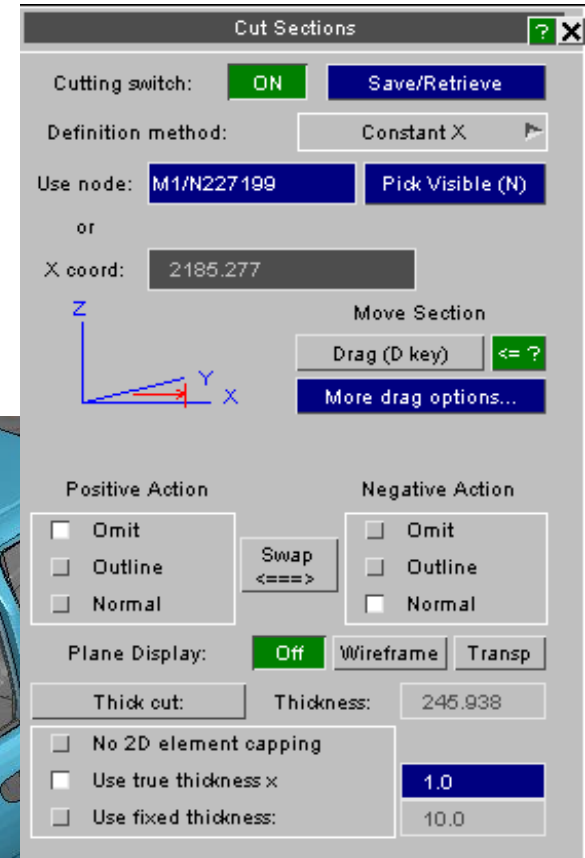 Cut Sections ? X
Cutting switch: ON Save/Retrieve
Definition method: Constant X
Use node: M1/N227199 Pick Visible (N)
or
X coord: 2185.277
Z
Y
X
Move Section
Drag (D key) <= ?
More drag options...
Positive Action Negative Action
Omit Omit
Outline Swap Outline
<===>
Normal Normal
Plane Display: Off Wireframe Transp
Thick cut: Thickness: 245.938
No 2D element capping
Use true thickness x 1.0
Use fixed thickness: 10.0